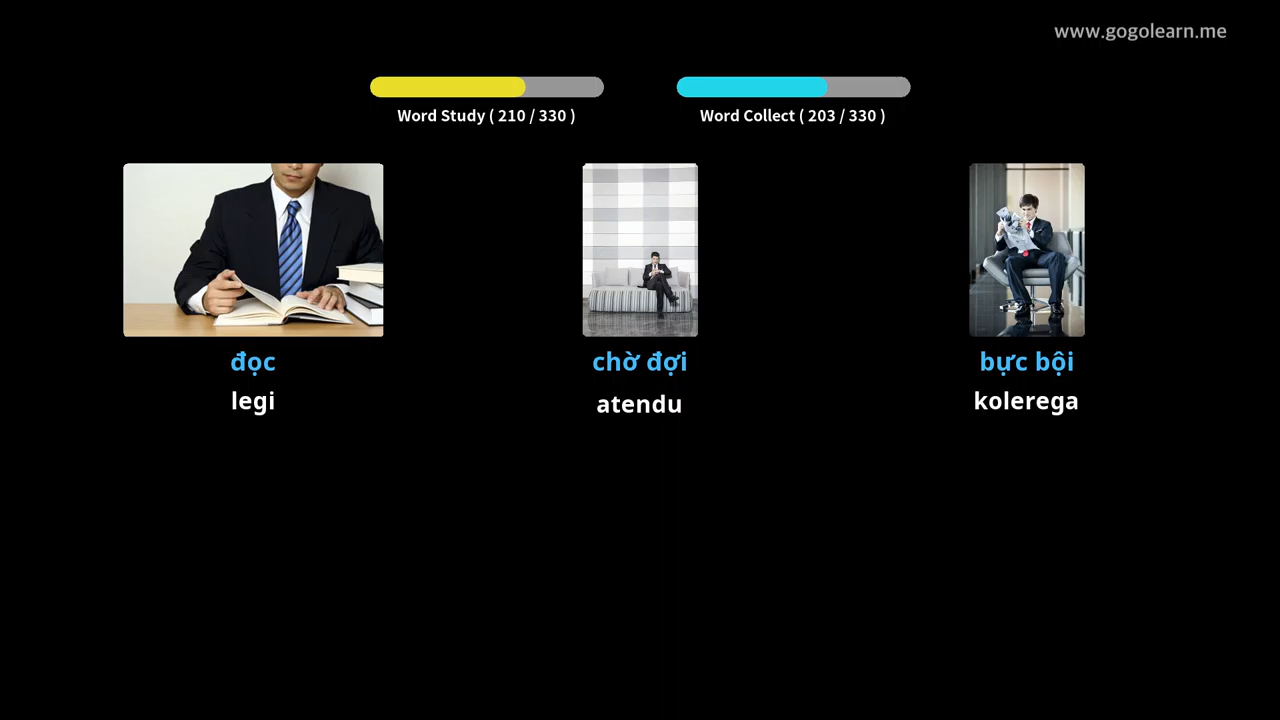 www.gogolearn.me
Word Study ( 210 / 330 )
Word Collect ( 203 / 330 )
đọc
chờ đợi
bực bội
legi
atendu
kolerega